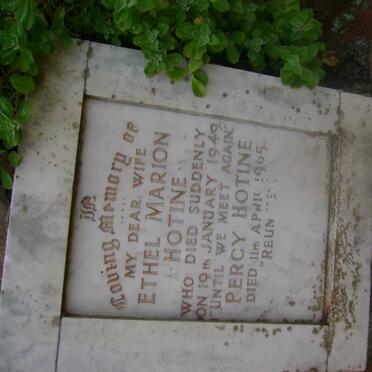 In
Loving Memory of
MY DEAR WIFE
ETHEL MARION
HOTINE
WHO DIED SUDDENLY
ON 19TH JANUARY 1949.
"UNTIL WE MEET AGAIN."
PERCY HOTINE
DIED 11TH APRIL 1965.